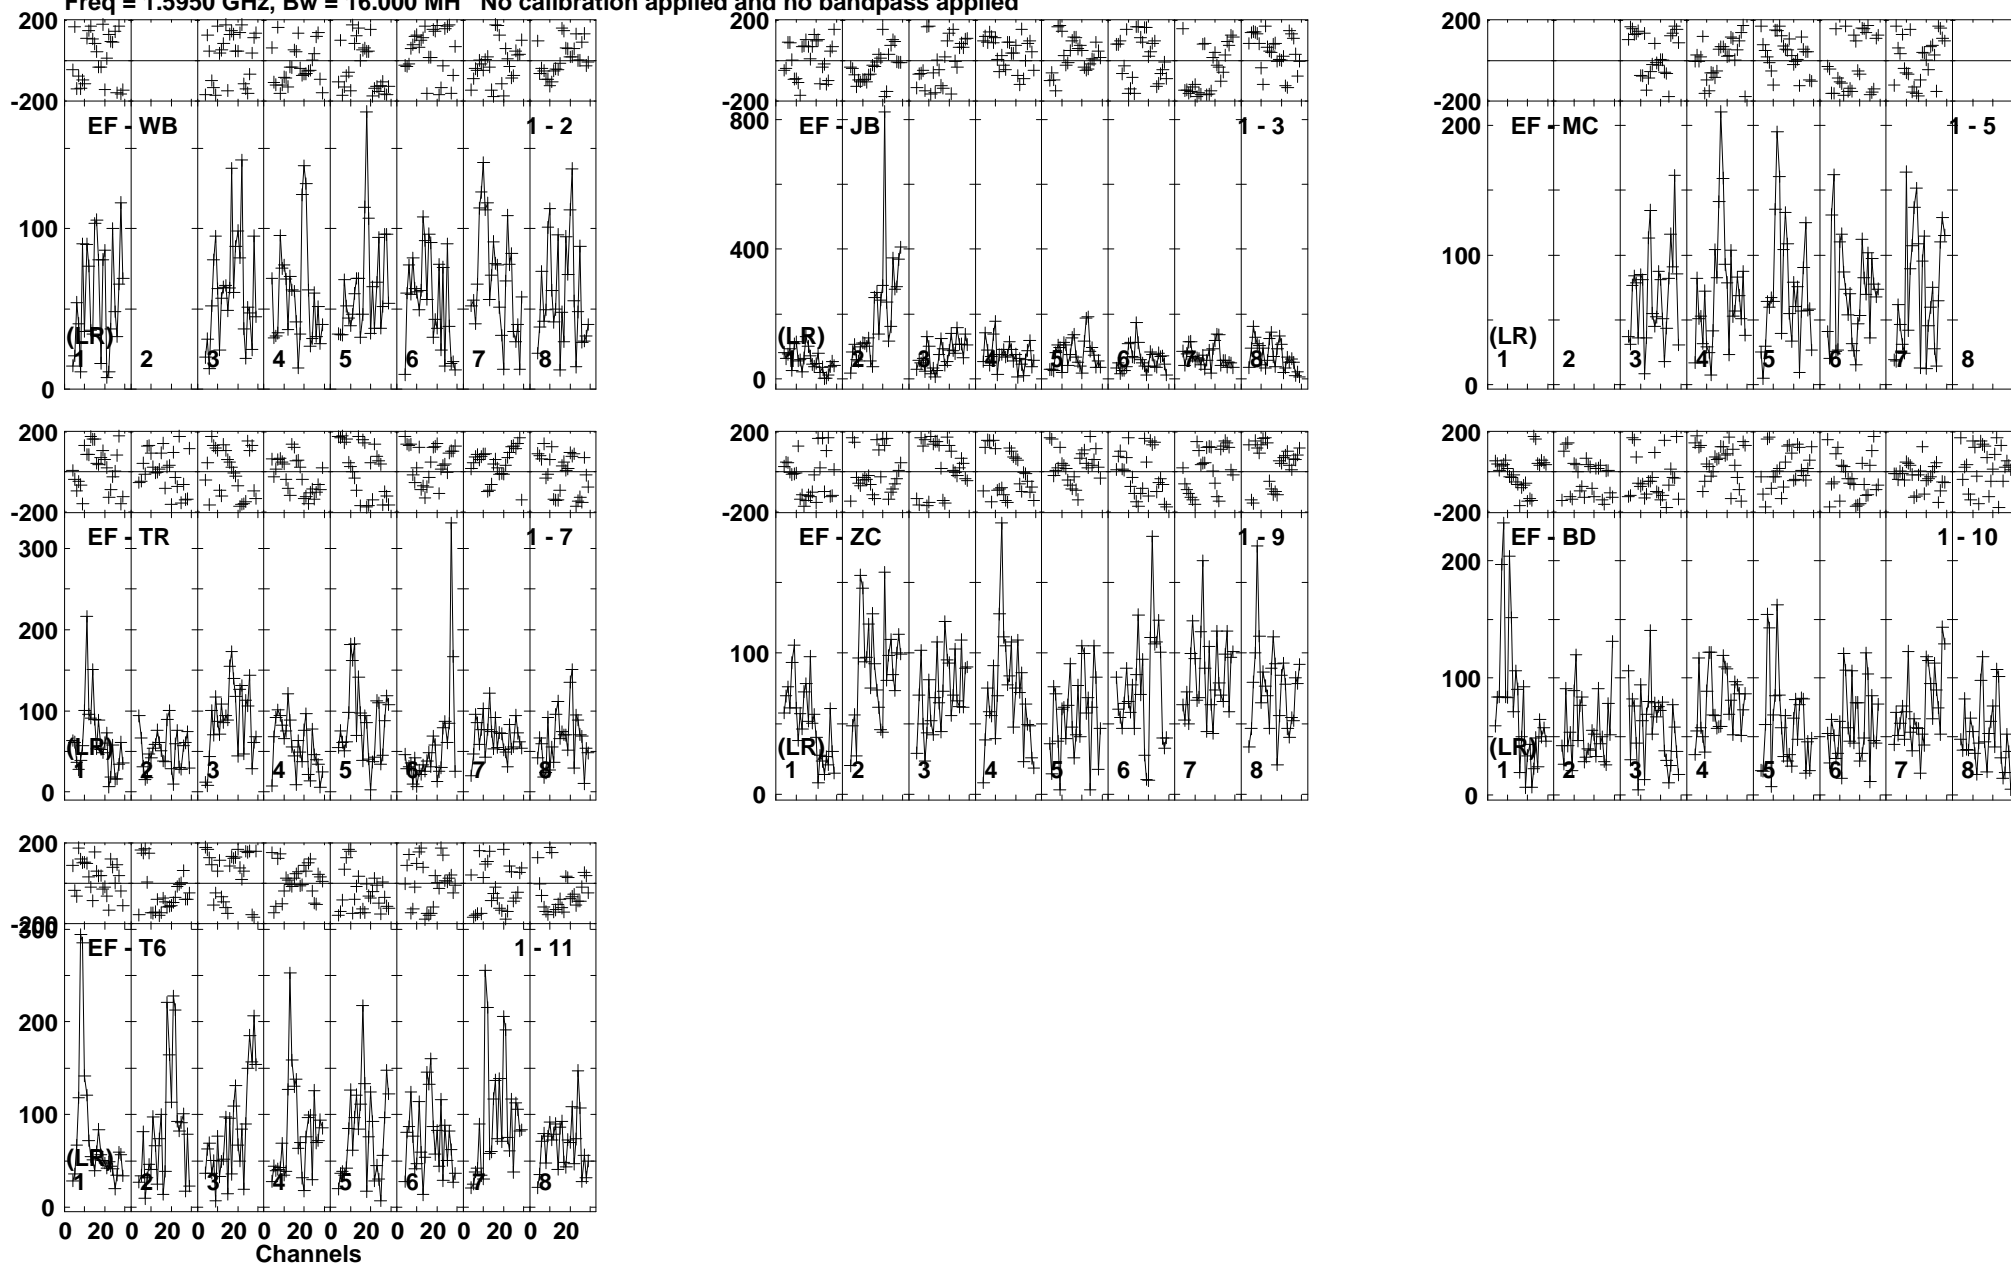 Freq = 1.5950 GHz, Bw = 16.000 MH No calibration applied and no bandpass applied
200
-200
EF - WB 1 - 2
100
0
(LR)
1 2 3 4 5 6 7 8
200
-200
800
EF - JB 1 - 3
400
0
(LR)
1 2 3 4 5 6 7 8
200
-200
200
EF - MC 1 - 5
100
0
(LR)
1 2 3 4 5 6 7 8
200
-200
EF - TR 1 - 7
300
200
100
0
(LR)
1 2 3 4 5 6 7 8
200
-200
EF - ZC 1 - 9
100
0
(LR)
1 2 3 4 5 6 7 8
200
-200
EF - BD 1 - 10
200
100
0
(LR)
1 2 3 4 5 6 7 8
200
-200
300
EF - T6 1 - 11
200
100
0
(LR)
1 2 3 4 5 6 7 8
0 20 0 20 0 20 0 20 0 20 0 20 0 20 0 20
Channels